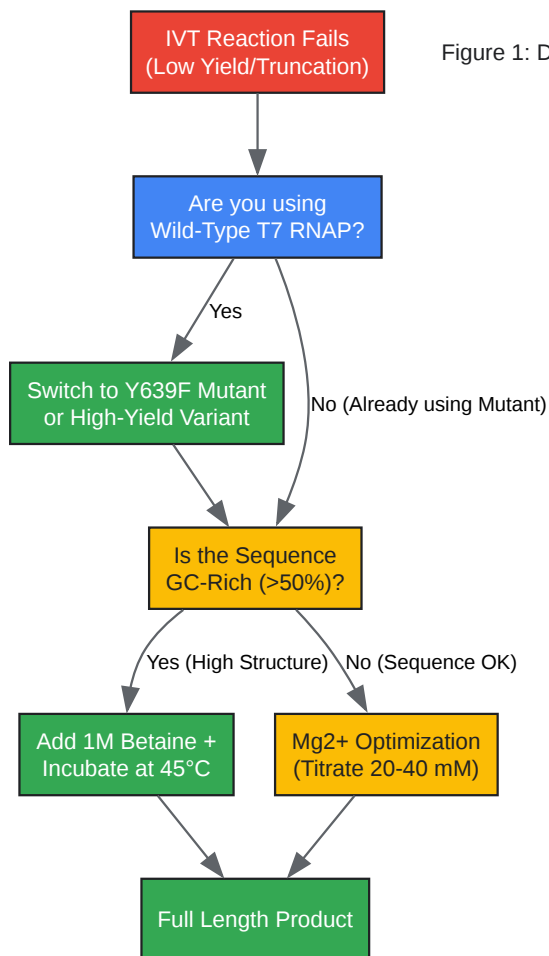 IVT Reaction Fails
(Low Yield/Truncation)
Figure 1: D
Are you using
Wild-Type T7 RNAP?
Yes
Switch to Y639F Mutant
or High-Yield Variant
No (Already using Mutant)
Is the Sequence
GC-Rich (>50%)?
Yes (High Structure)
No (Sequence OK)
Add 1M Betaine +
Incubate at 45°C
Mg2+ Optimization
(Titrate 20-40 mM)
Full Length Product